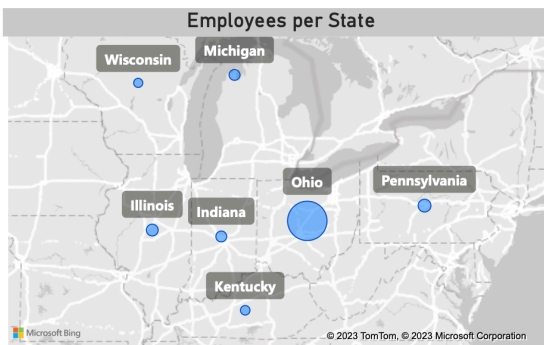 Employees per State
Michigan
Wisconsin
Ohio
Pennsylvania
Illinois
Indiana
Kentucky
Microsoft Bing
© 2023 TomTom, © 2023 Microsoft Corporation